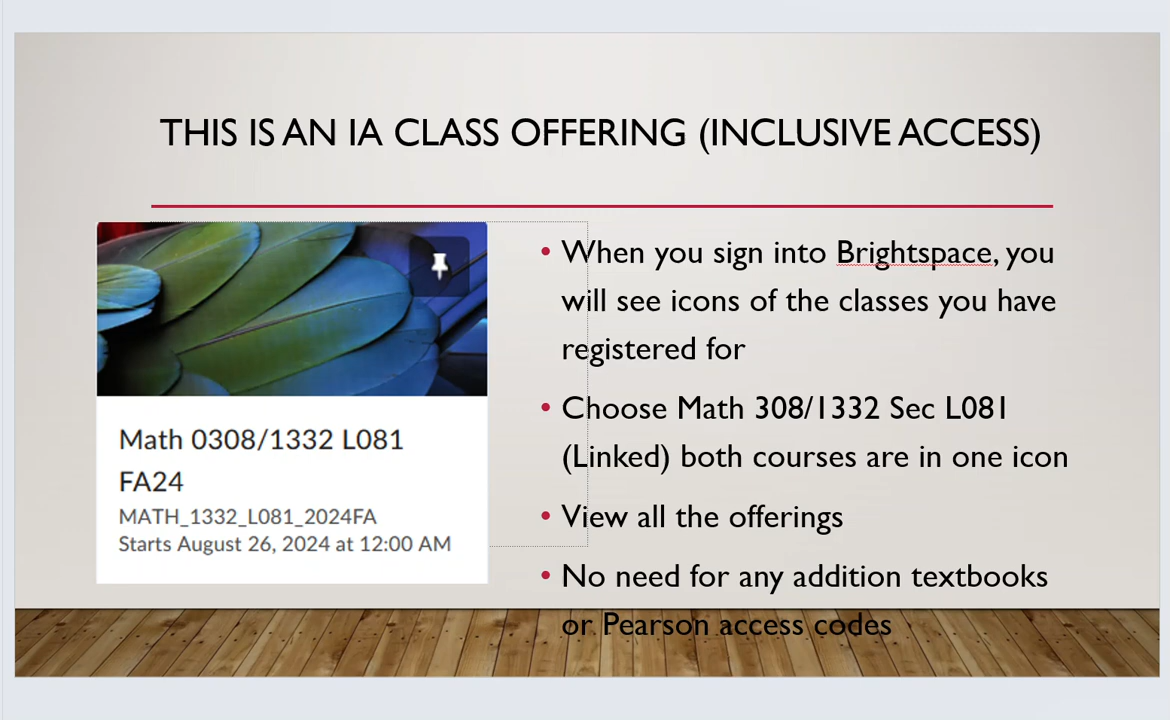 THIS IS AN IA CLASS OFFERING (INCLUSIVE ACCESS)
Math 0308/1332 L081
FA24
MATH_1332_L081_2024FA
Starts August 26, 2024 at 12:00 AM
• When you sign into Brightspace, you
will see icons of the classes you have
registered for
• Choose Math 308/1332 Sec L081
(Linked) both courses are in one icon
• View all the offerings
• No need for any addition textbooks
or Pearson access codes